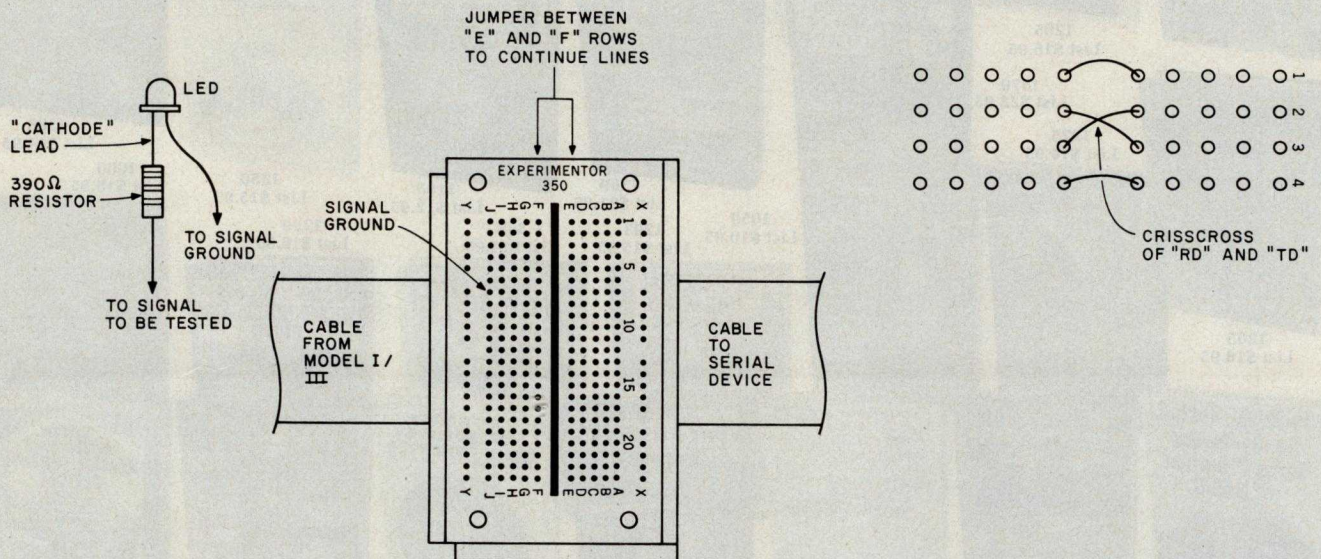 JUMPER BETWEEN
"E" AND "F" ROWS
TO CONTINUE LINES
LED
"CATHODE"
LEAD
390Ω
RESISTOR
TO SIGNAL
GROUND
TO SIGNAL
TO BE TESTED
SIGNAL
GROUND
EXPERIMENTOR
350
Y J I H G F E D C B A X
1
5
10
15
20
Y J I H G F E D C B A X
CABLE
FROM
MODEL I/
III
CABLE
TO
SERIAL
DEVICE
1
2
3
4
CRISSCROSS
OF "RD" AND "TD"